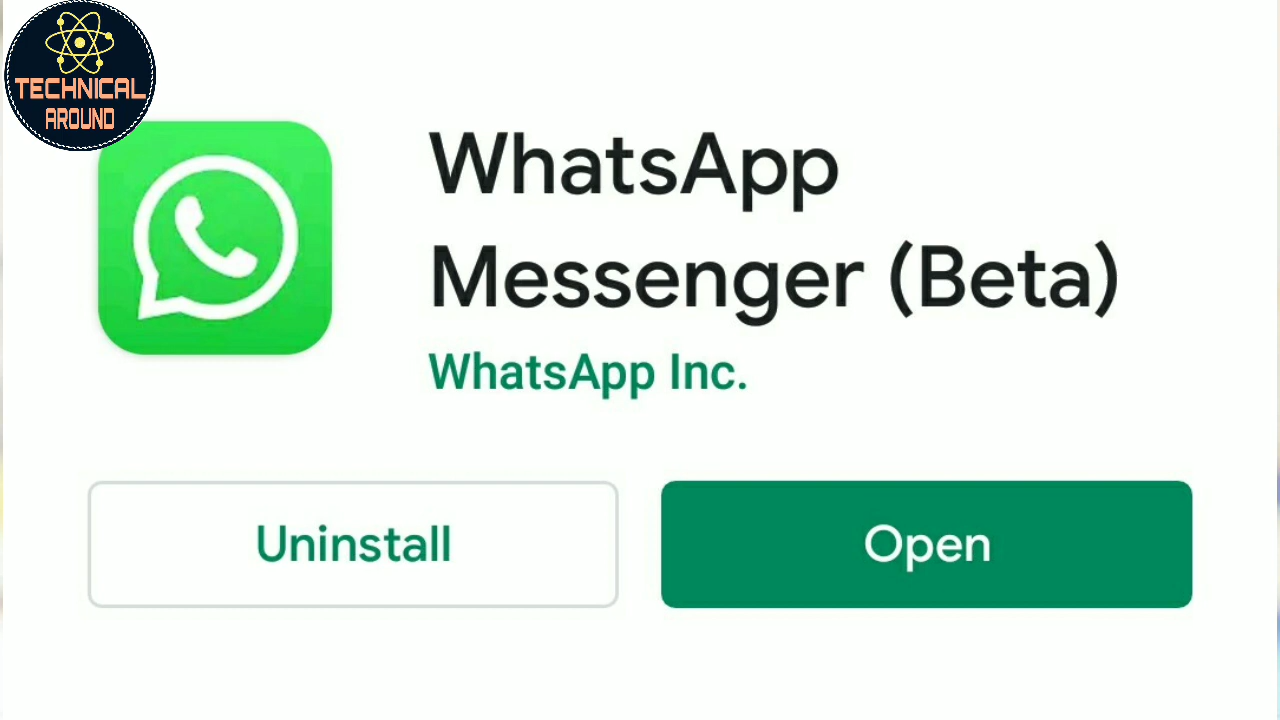 TECHNICAL
AROUND
WhatsApp
Messenger (Beta)
WhatsApp Inc.
Uninstall
Open